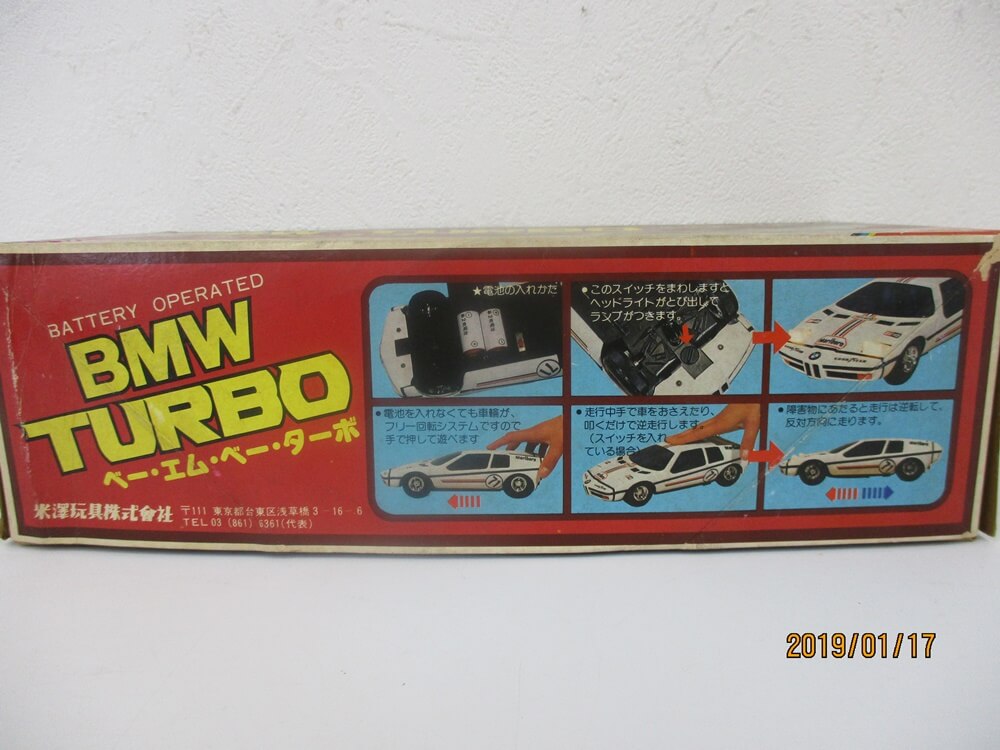 BATTERY OPERATED
BMW
TURBO
ベー・エム・ベー・ターボ
米澤玩具株式會社
〒111 東京都台東区浅草橋3-16-6
TEL 03 (861) 6361(代表)
★電池の入れかた
71
●このスイッチをまわしますと
ヘッドライトがとび出して
ランプがつきます。
Marlboro
GOODYEAR
●電池を入れなくても車輪が、
フリー回転システムですので
手で押して遊べます
Marlboro
71
●走行中手で車をおさえたり、
叩くだけで逆走行します。
(スイッチを入れ
ている場合)
71
●障害物にあたると走行は逆転して、
反対方向に走ります。
Marlboro
71
2019/01/17